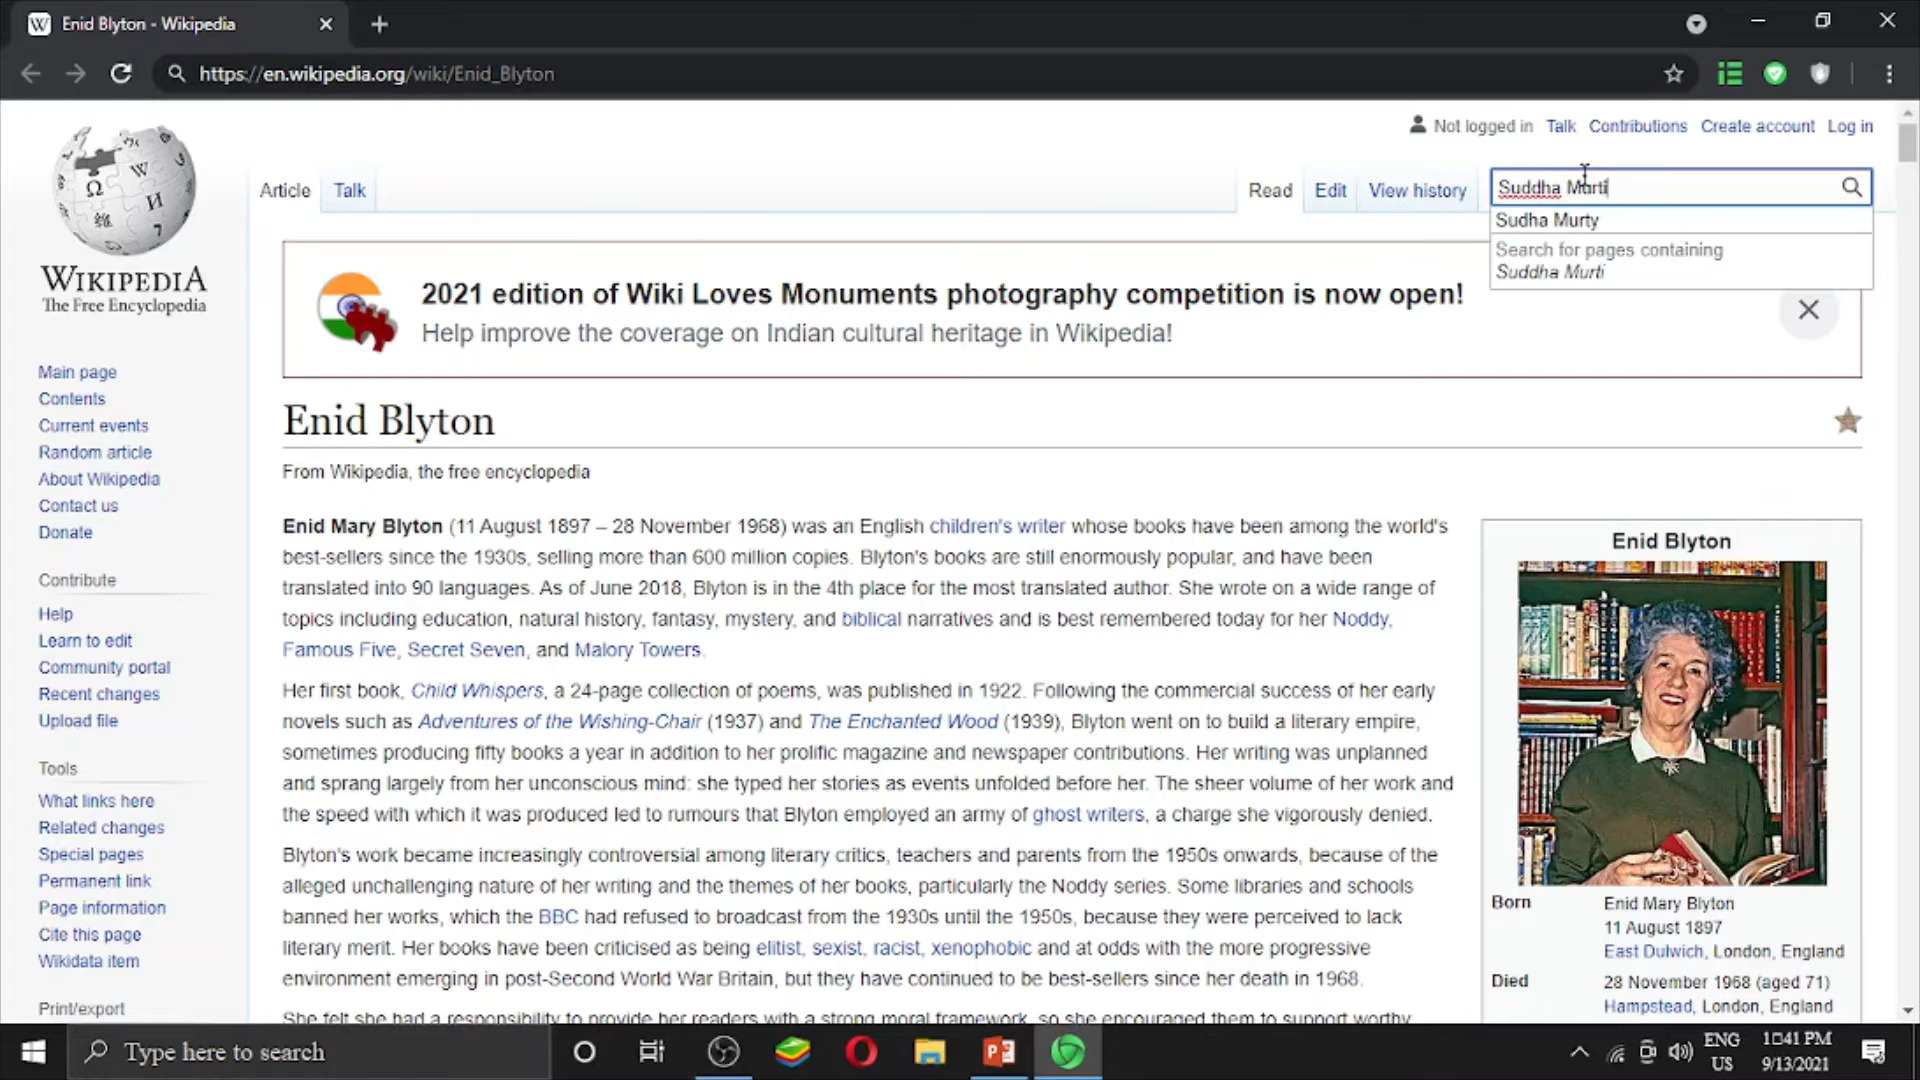 Enid Blyton - Wikipedia
https://en.wikipedia.org/wiki/Enid_Blyton
Not logged in Talk Contributions Create account Log in
Article Talk Read Edit View history Suddha Murti
Sudha Murty
Search for pages containing
Suddha Murti
WIKIPEDIA
The Free Encyclopedia
Main page
Contents
Current events
Random article
About Wikipedia
Contact us
Donate
Contribute
Help
Learn to edit
Community portal
Recent changes
Upload file
Tools
What links here
Related changes
Special pages
Permanent link
Page information
Cite this page
Wikidata item
Print/export
2021 edition of Wiki Loves Monuments photography competition is now open!
Help improve the coverage on Indian cultural heritage in Wikipedia!
Enid Blyton
From Wikipedia, the free encyclopedia
Enid Mary Blyton (11 August 1897 – 28 November 1968) was an English children's writer whose books have been among the world's
best-sellers since the 1930s, selling more than 600 million copies. Blyton's books are still enormously popular, and have been
translated into 90 languages. As of June 2018, Blyton is in the 4th place for the most translated author. She wrote on a wide range of
topics including education, natural history, fantasy, mystery, and biblical narratives and is best remembered today for her Noddy,
Famous Five, Secret Seven, and Malory Towers.
Her first book, Child Whispers, a 24-page collection of poems, was published in 1922. Following the commercial success of her early
novels such as Adventures of the Wishing-Chair (1937) and The Enchanted Wood (1939), Blyton went on to build a literary empire,
sometimes producing fifty books a year in addition to her prolific magazine and newspaper contributions. Her writing was unplanned
and sprang largely from her unconscious mind: she typed her stories as events unfolded before her. The sheer volume of her work and
the speed with which it was produced led to rumours that Blyton employed an army of ghost writers, a charge she vigorously denied.
Blyton's work became increasingly controversial among literary critics, teachers and parents from the 1950s onwards, because of the
alleged unchallenging nature of her writing and the themes of her books, particularly the Noddy series. Some libraries and schools
banned her works, which the BBC had refused to broadcast from the 1930s until the 1950s, because they were perceived to lack
literary merit. Her books have been criticised as being elitist, sexist, racist, xenophobic and at odds with the more progressive
environment emerging in post-Second World War Britain, but they have continued to be best-sellers since her death in 1968.
She felt she had a responsibility to provide her readers with a strong moral framework, so she encouraged them to support worthy
Enid Blyton
Born Enid Mary Blyton
11 August 1897
East Dulwich, London, England
Died 28 November 1968 (aged 71)
Hampstead, London, England
Type here to search
ENG
US
1□41 PM
9/13/2021